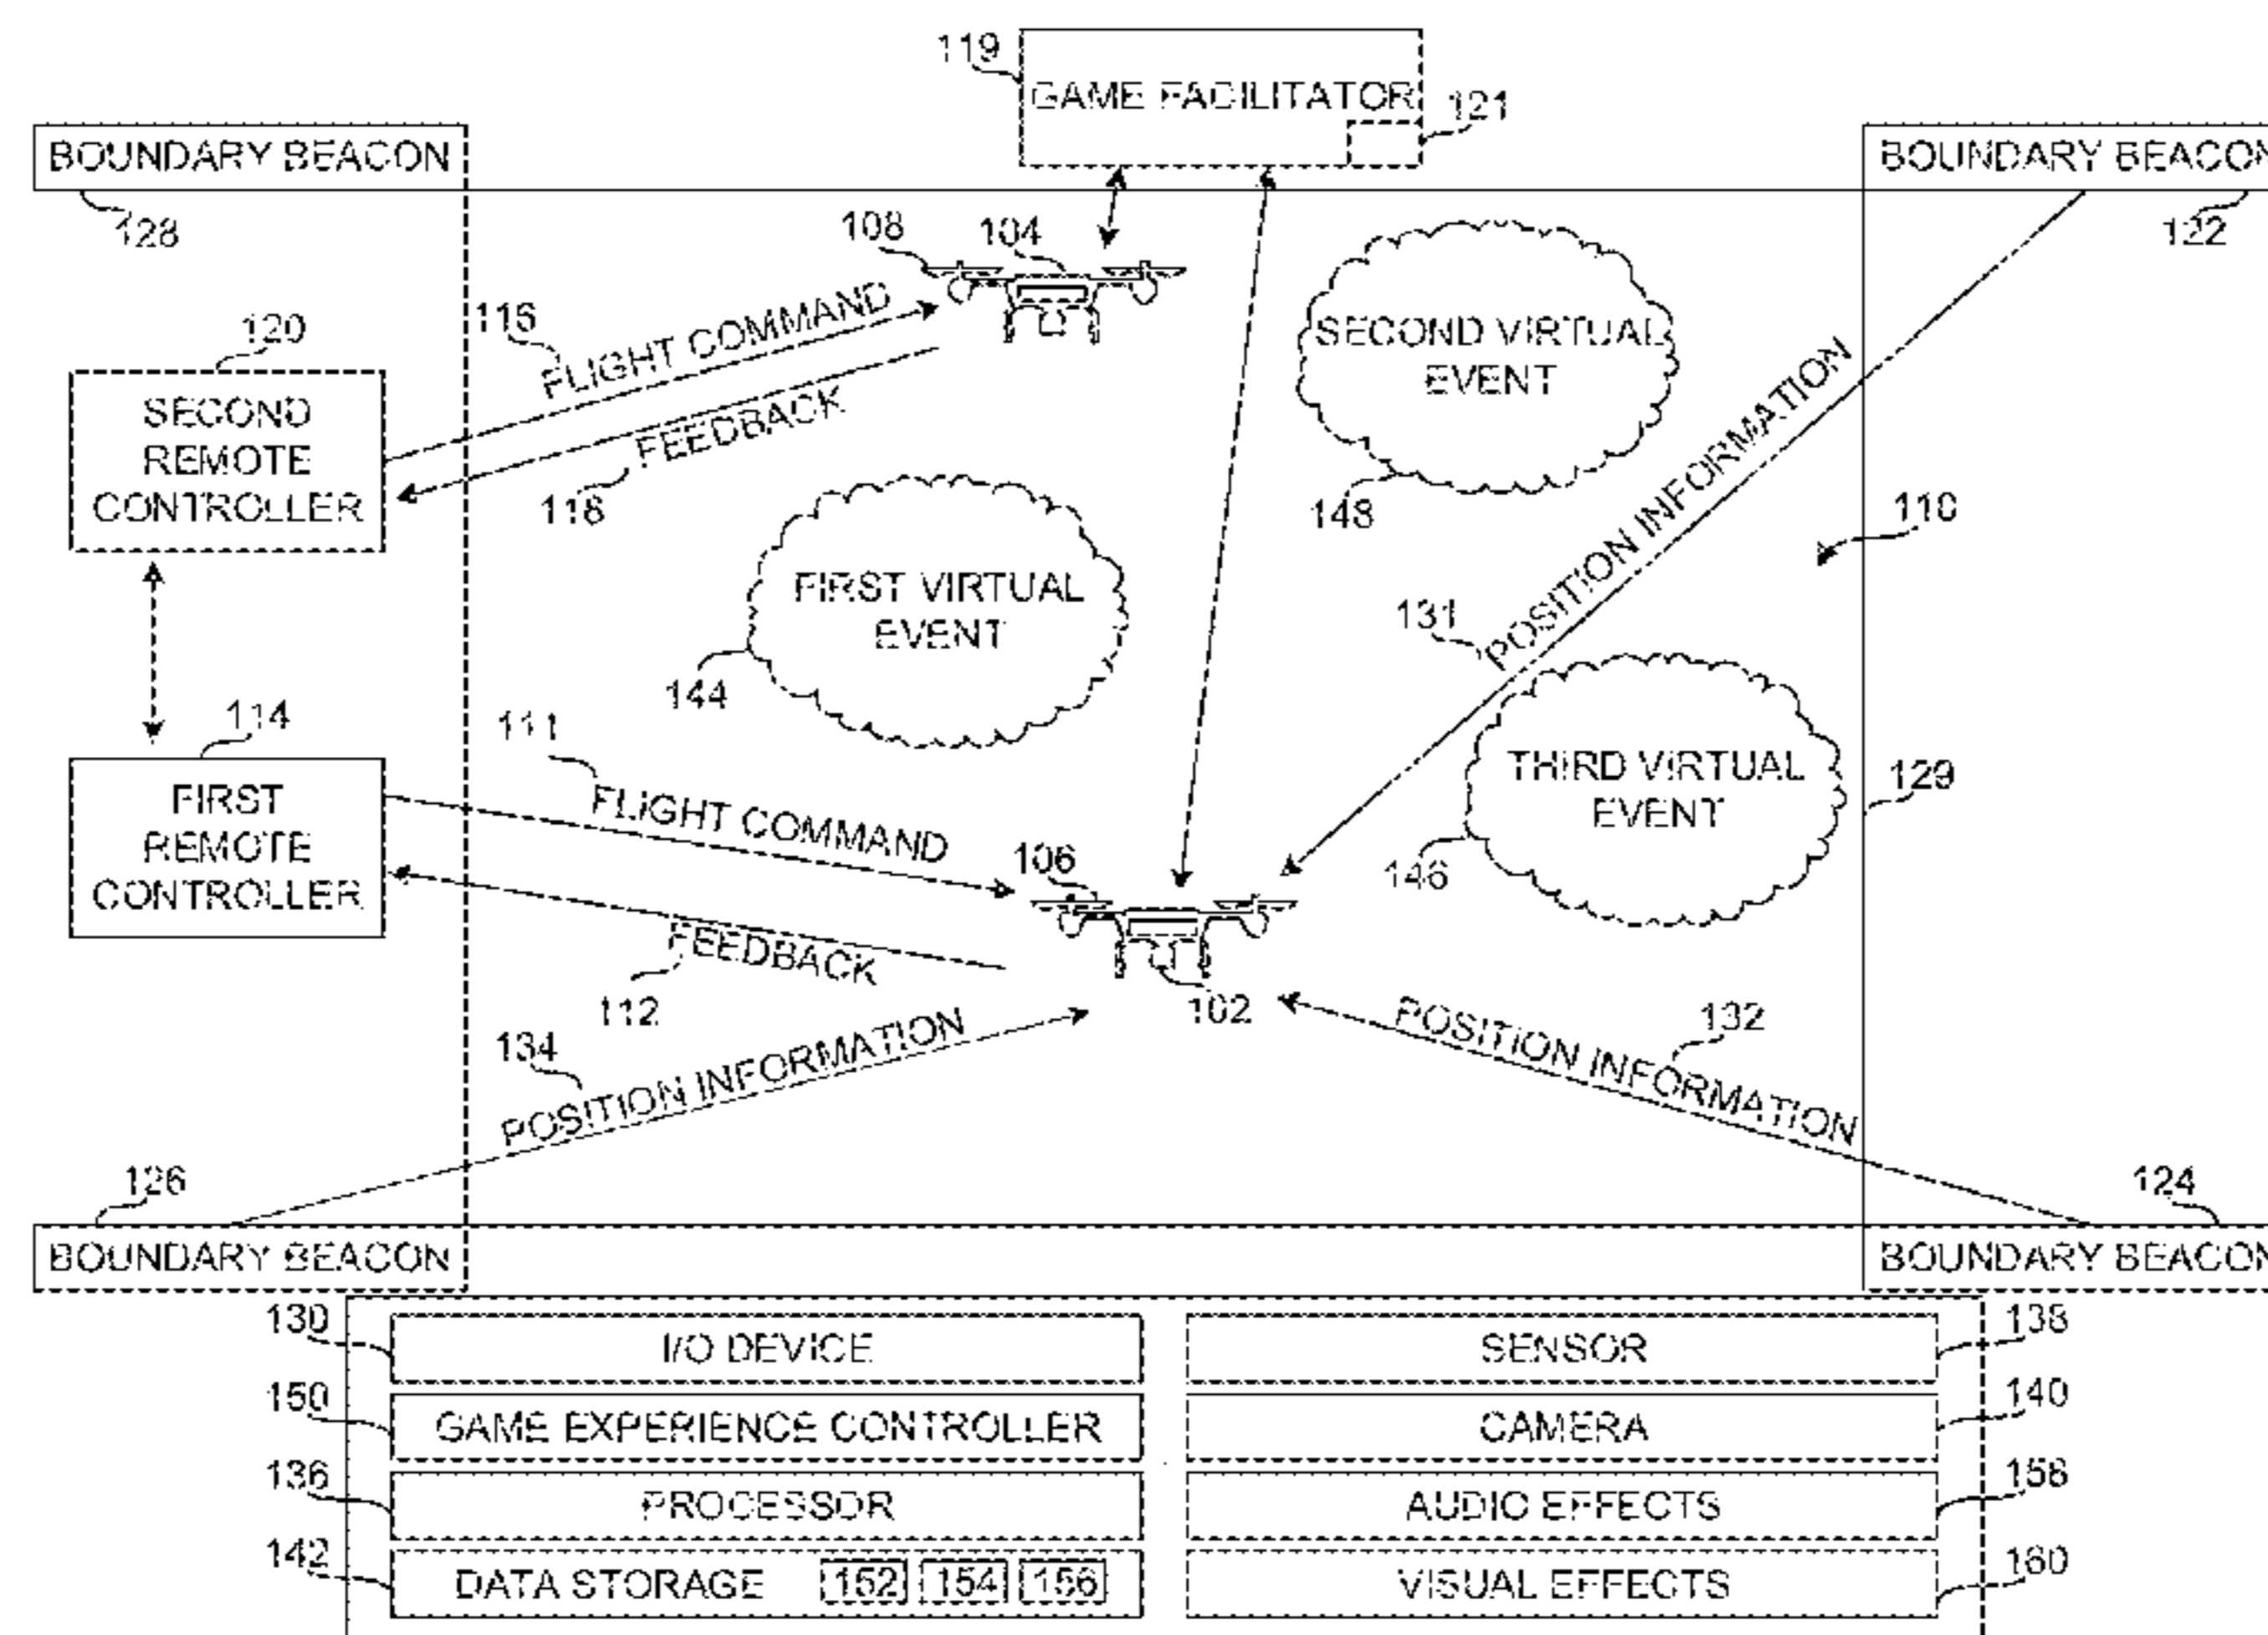 119
GAME FACILITATOR
121
BOUNDARY BEACON
BOUNDARY BEACON
128
122
108
104
116
FLIGHT COMMAND
120
SECOND
REMOTE
CONTROLLER
FEEDBACK
118
SECOND VIRTUAL
EVENT
148
POSITION INFORMATION
131
110
FIRST VIRTUAL
EVENT
144
114
FIRST
REMOTE
CONTROLLER
111
FLIGHT COMMAND
106
THIRD VIRTUAL
EVENT
146
129
FEEDBACK
112
102
134
POSITION INFORMATION
POSITION INFORMATION
132
126
124
BOUNDARY BEACON
BOUNDARY BEACON
130
I/O DEVICE
SENSOR
138
150
GAME EXPERIENCE CONTROLLER
CAMERA
140
136
PROCESSOR
AUDIO EFFECTS
158
142
DATA STORAGE 152 154 156
VISUAL EFFECTS
160